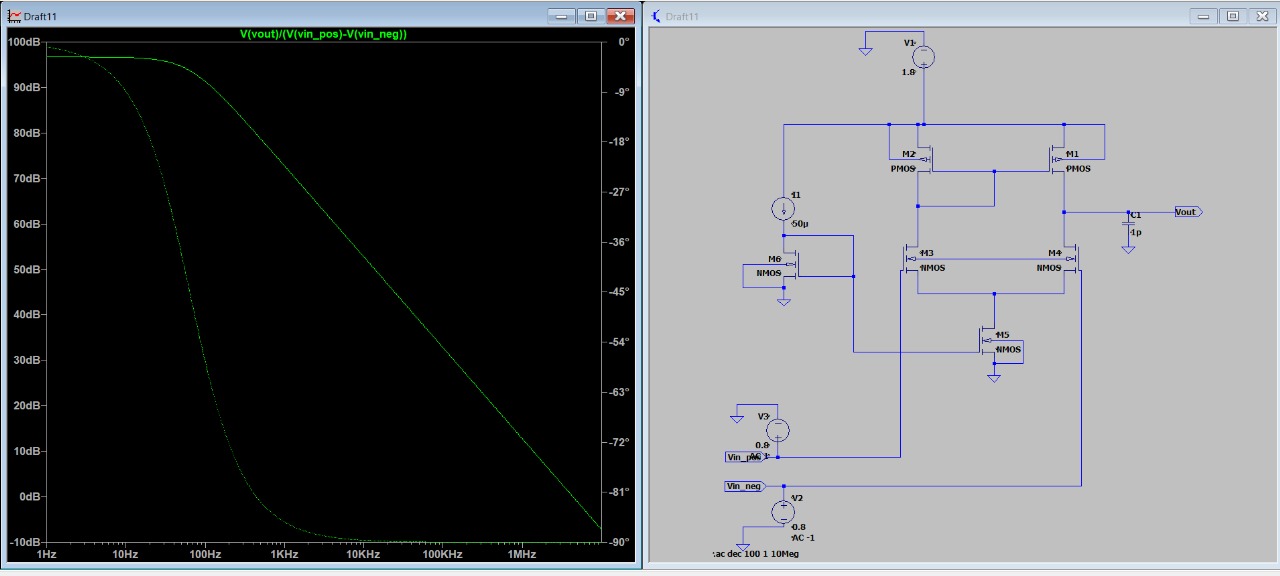 Draft11
V(vout)/(V(vin_pos)-V(vin_neg))
100dB
90dB
80dB
70dB
60dB
50dB
40dB
30dB
20dB
10dB
0dB
-10dB
0°
-9°
-18°
-27°
-36°
-45°
-54°
-63°
-72°
-81°
-90°
1Hz
10Hz
100Hz
1KHz
10KHz
100KHz
1MHz
Draft11
V1
1.8
M2
PMOS
M1
PMOS
I1
50µ
C1
1p
Vout
M6
NMOS
M3
NMOS
M4
NMOS
M5
NMOS
V3
0.8
AC 1
Vin_pos
Vin_neg
V2
0.8
AC -1
.ac dec 100 1 10Meg